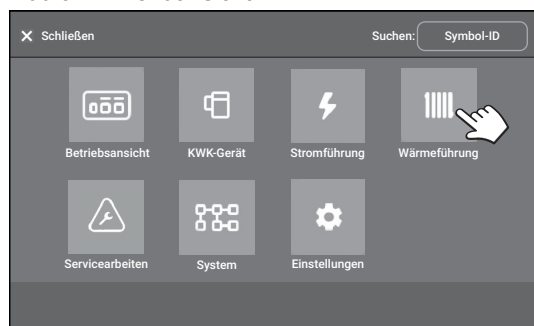 Schließen Suchen: Symbol-ID
Betriebsansicht KWK-Gerät Stromführung Wärmeführung
Servicearbeiten System Einstellungen